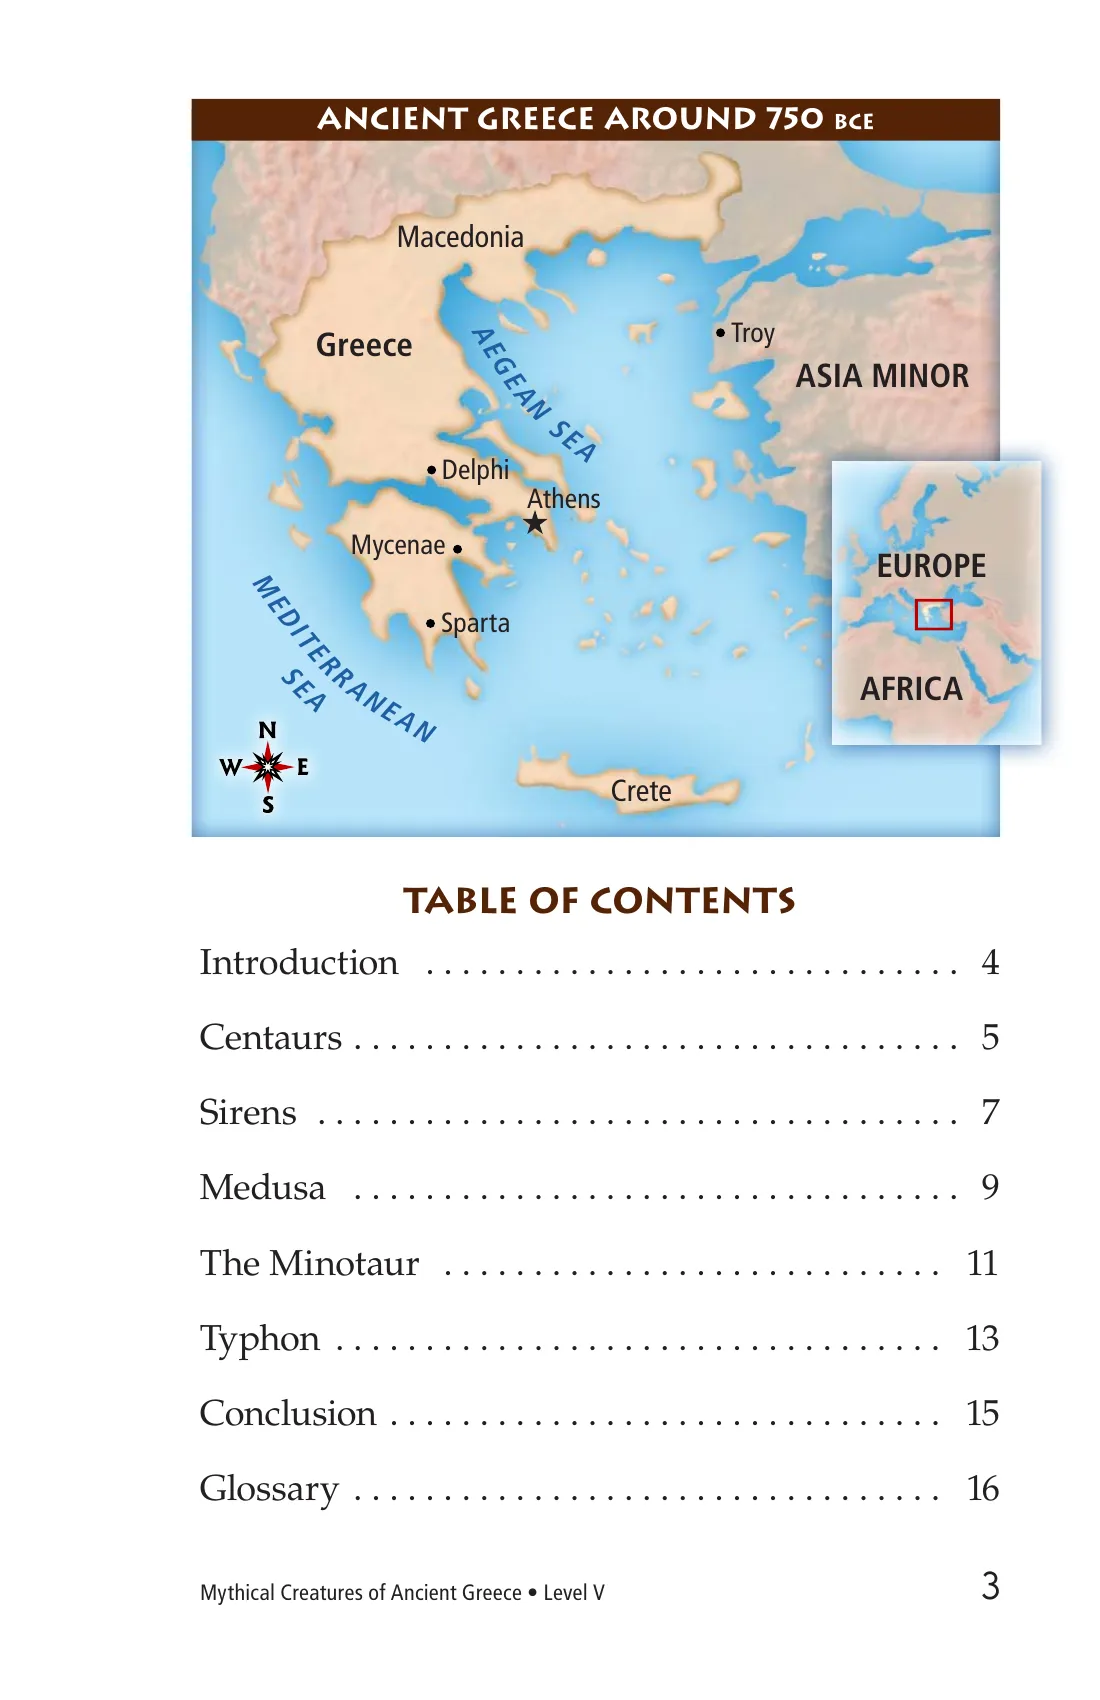 ANCIENT GREECE AROUND 750 BCE
Macedonia
Greece
AEGEAN SEA
Troy
ASIA MINOR
Delphi
Athens
Mycenae
Sparta
MEDITERRANEAN
SEA
EUROPE
AFRICA
N
W E
S
Crete
TABLE OF CONTENTS
Introduction . . . . . . . . . . . . . . . . . . . . . . . . . . . . . . 4
Centaurs . . . . . . . . . . . . . . . . . . . . . . . . . . . . . . . . . . 5
Sirens . . . . . . . . . . . . . . . . . . . . . . . . . . . . . . . . . . . . 7
Medusa . . . . . . . . . . . . . . . . . . . . . . . . . . . . . . . . . . 9
The Minotaur . . . . . . . . . . . . . . . . . . . . . . . . . . . . 11
Typhon . . . . . . . . . . . . . . . . . . . . . . . . . . . . . . . . . . 13
Conclusion . . . . . . . . . . . . . . . . . . . . . . . . . . . . . . . 15
Glossary . . . . . . . . . . . . . . . . . . . . . . . . . . . . . . . . . 16
Mythical Creatures of Ancient Greece • Level V 3